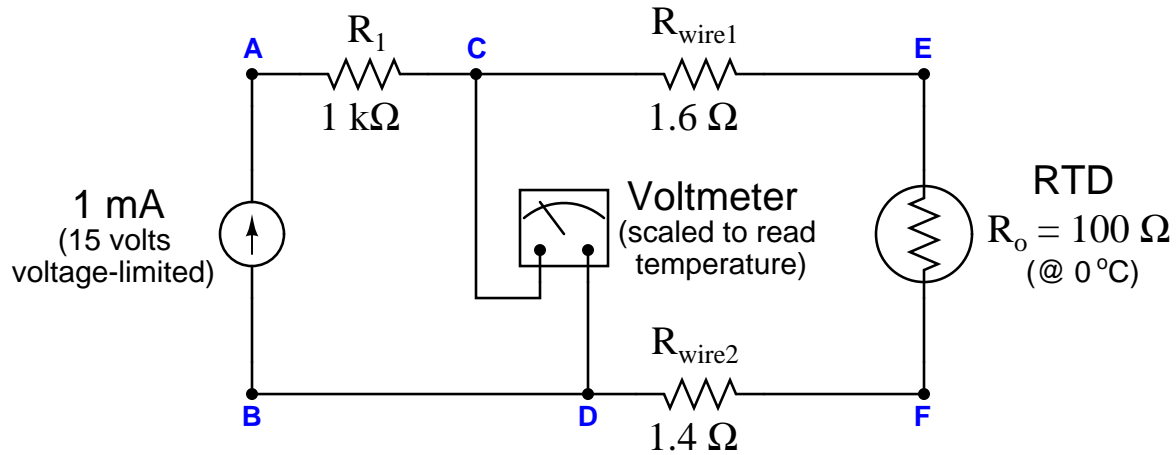 A
R1
1 kΩ
C
Rwire1
1.6 Ω
E
1 mA
(15 volts
voltage-limited)
Voltmeter
(scaled to read
temperature)
RTD
Ro = 100 Ω
(@ 0 °C)
B
D
Rwire2
1.4 Ω
F